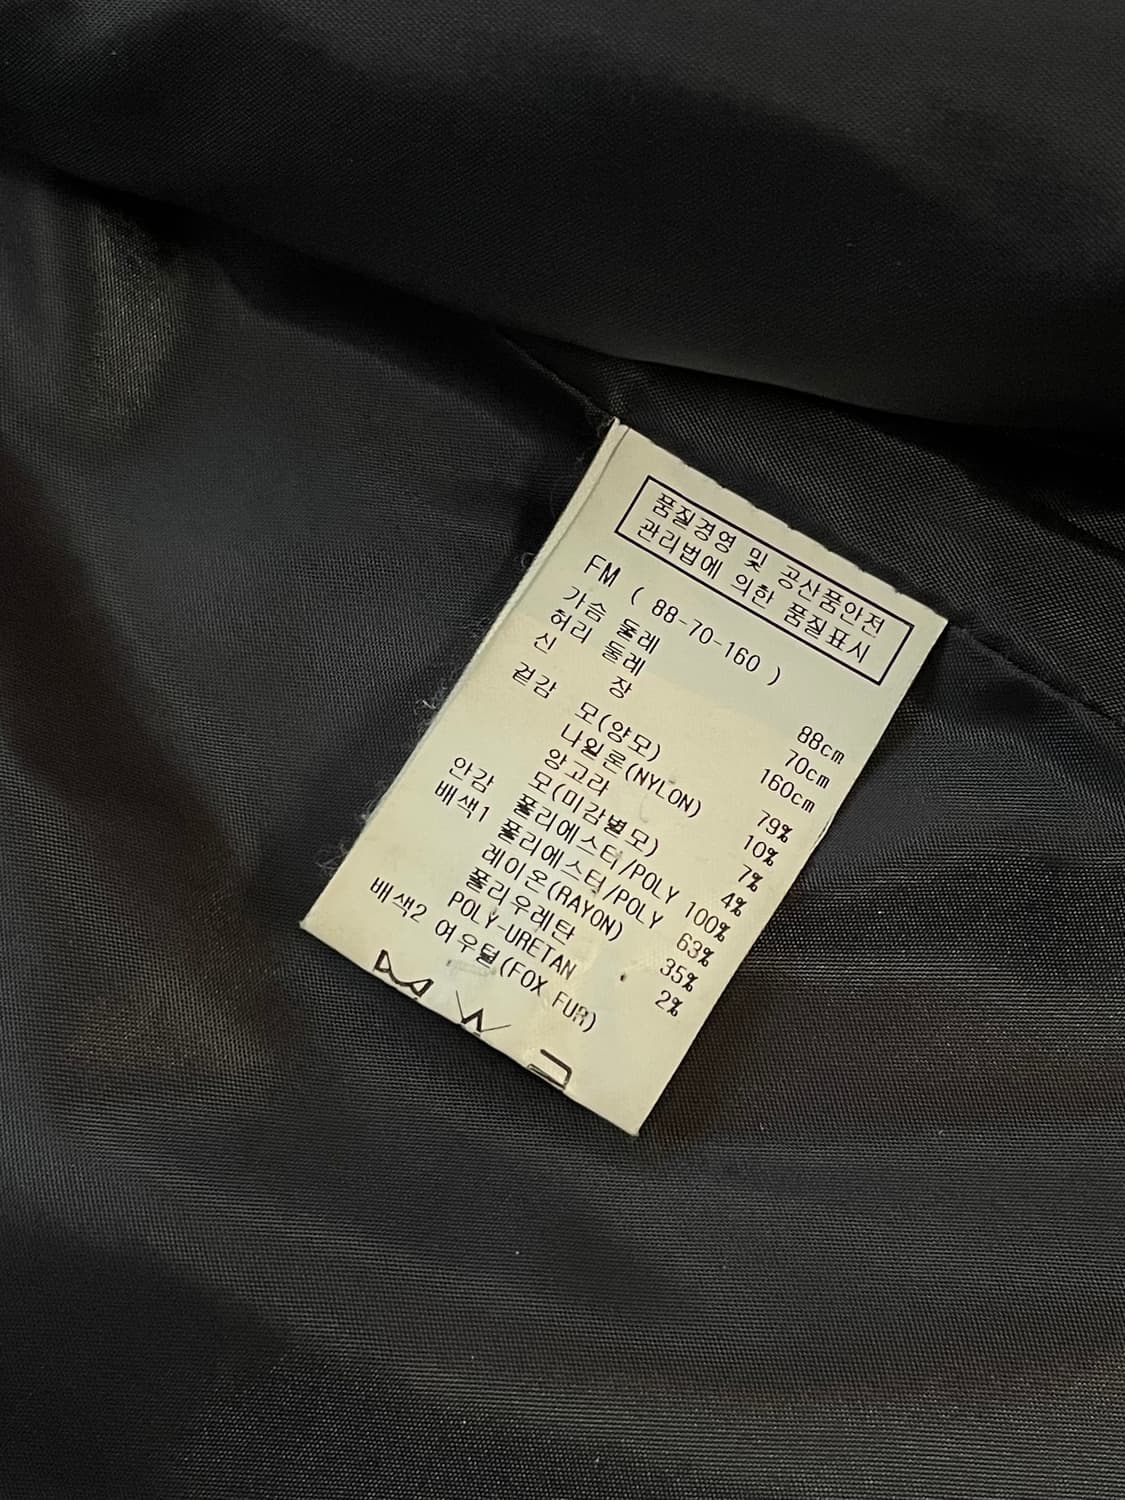 품질경영 및 공산품안전
관리법에 의한 품질표시
FM ( 88-70-160 )
가슴 둘레 88cm
허리 둘레 70cm
신 장 160cm
겉감 모(양모) 79%
나일론(NYLON) 10%
앙고라 7%
모(미감별모) 4%
안감 폴리에스터/POLY 100%
배색1 폴리에스터/POLY 63%
레이온(RAYON) 35%
폴리우레탄 2%
POLY-URETAN
배색2 여우털(FOX FUR)